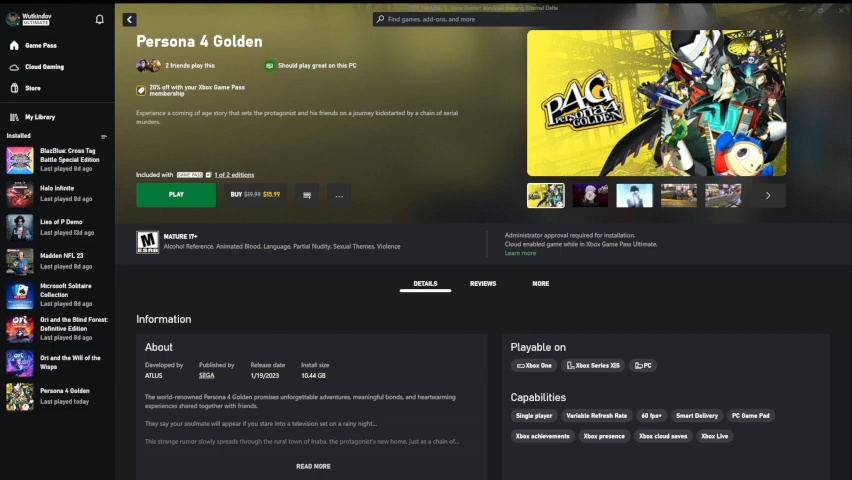 Wutkindov
ULTIMATE
Game Pass
Cloud Gaming
Store
My Library
Installed
BlazBlue: Cross Tag
Battle Special Edition
Last played 8d ago
Halo Infinite
Last played 8d ago
Lies of P Demo
Last played 13d ago
Madden NFL 23
Last played 8d ago
Microsoft Solitaire
Collection
Last played 8d ago
Ori and the Blind Forest:
Definitive Edition
Last played 8d ago
Ori and the Will of the
Wisps
Persona 4 Golden
Last played today
Find games, add-ons, and more
Persona 4 Golden
2 friends play this
Should play great on this PC
20% off with your Xbox Game Pass
membership
Experience a coming of age story that sets the protagonist and his friends on a journey kickstarted by a chain of serial
murders.
Included with GAME PASS 1 of 2 editions
PLAY
BUY $19.99 $15.99
...
P4G
Persona4
GOLDEN
M
ESRB
MATURE 17+
Alcohol Reference, Animated Blood, Language, Partial Nudity, Sexual Themes, Violence
Administrator approval required for installation.
Cloud enabled game while in Xbox Game Pass Ultimate.
Learn more
DETAILS
REVIEWS
MORE
Information
About
Developed by
Published by
Release date
Install size
ATLUS
SEGA
1/19/2023
10.44 GB
The world-renowned Persona 4 Golden promises unforgettable adventures, meaningful bonds, and heartwarming
experiences shared together with friends.
They say your soulmate will appear if you stare into a television set on a rainy night...
This strange rumor slowly spreads through the rural town of Inaba, the protagonist's new home, just as a chain of...
READ MORE
Playable on
Xbox One
Xbox Series X|S
PC
Capabilities
Single player
Variable Refresh Rate
60 fps+
Smart Delivery
PC Game Pad
Xbox achievements
Xbox presence
Xbox cloud saves
Xbox Live